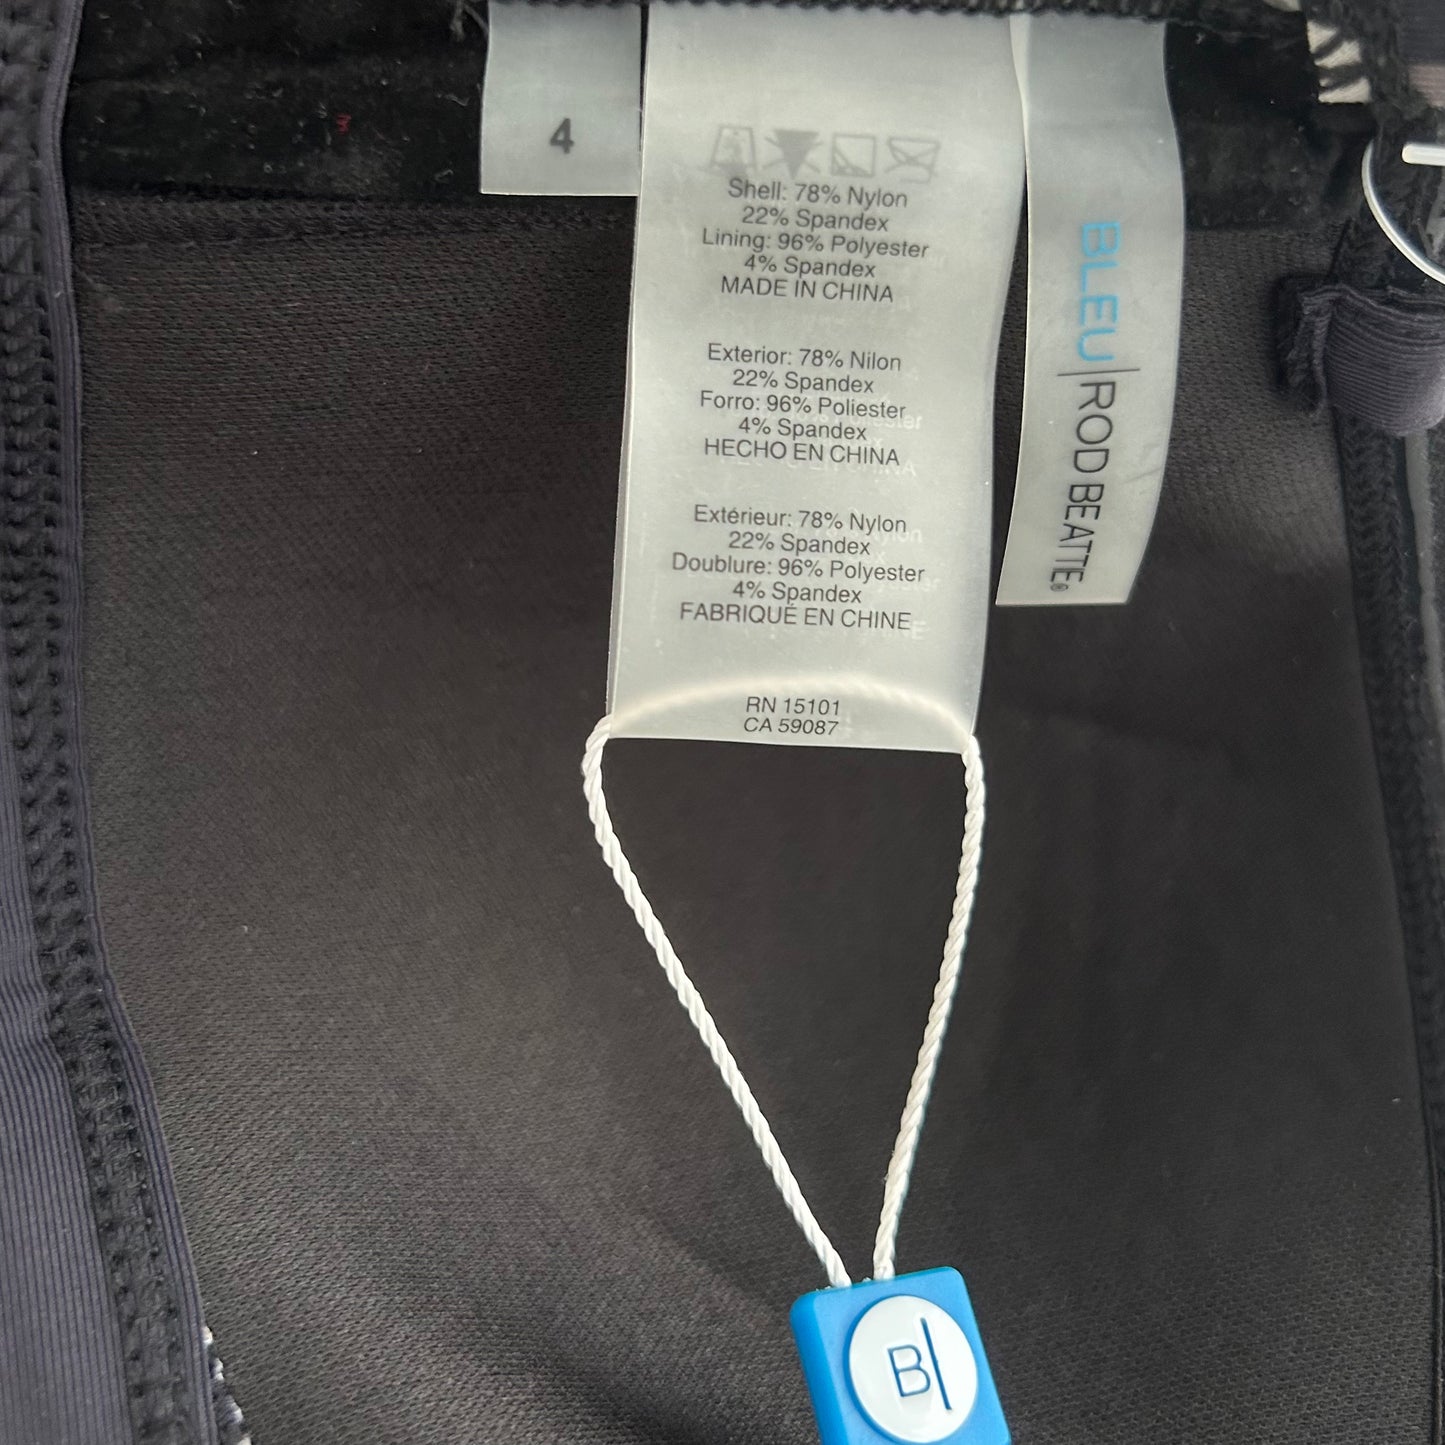 4
Shell: 78% Nylon
22% Spandex
Lining: 96% Polyester
4% Spandex
MADE IN CHINA
Exterior: 78% Nilon
22% Spandex
Forro: 96% Poliester
4% Spandex
HECHO EN CHINA
Extérieur: 78% Nylon
22% Spandex
Doublure: 96% Polyester
4% Spandex
FABRIQUÉ EN CHINE
RN 15101
CA 59087
BLEU|ROD BEATTIE®
B|